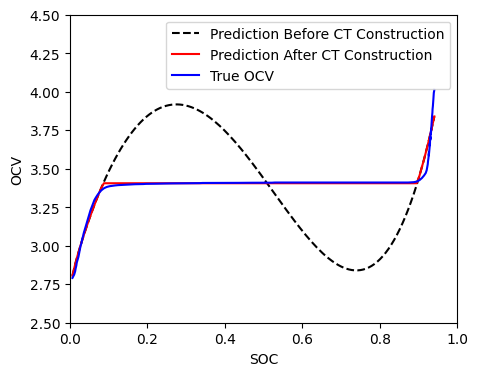 4.50
4.25
4.00
3.75
3.50
3.25
3.00
2.75
2.50
OCV
Prediction Before CT Construction
Prediction After CT Construction
True OCV
0.0 0.2 0.4 0.6 0.8 1.0
SOC